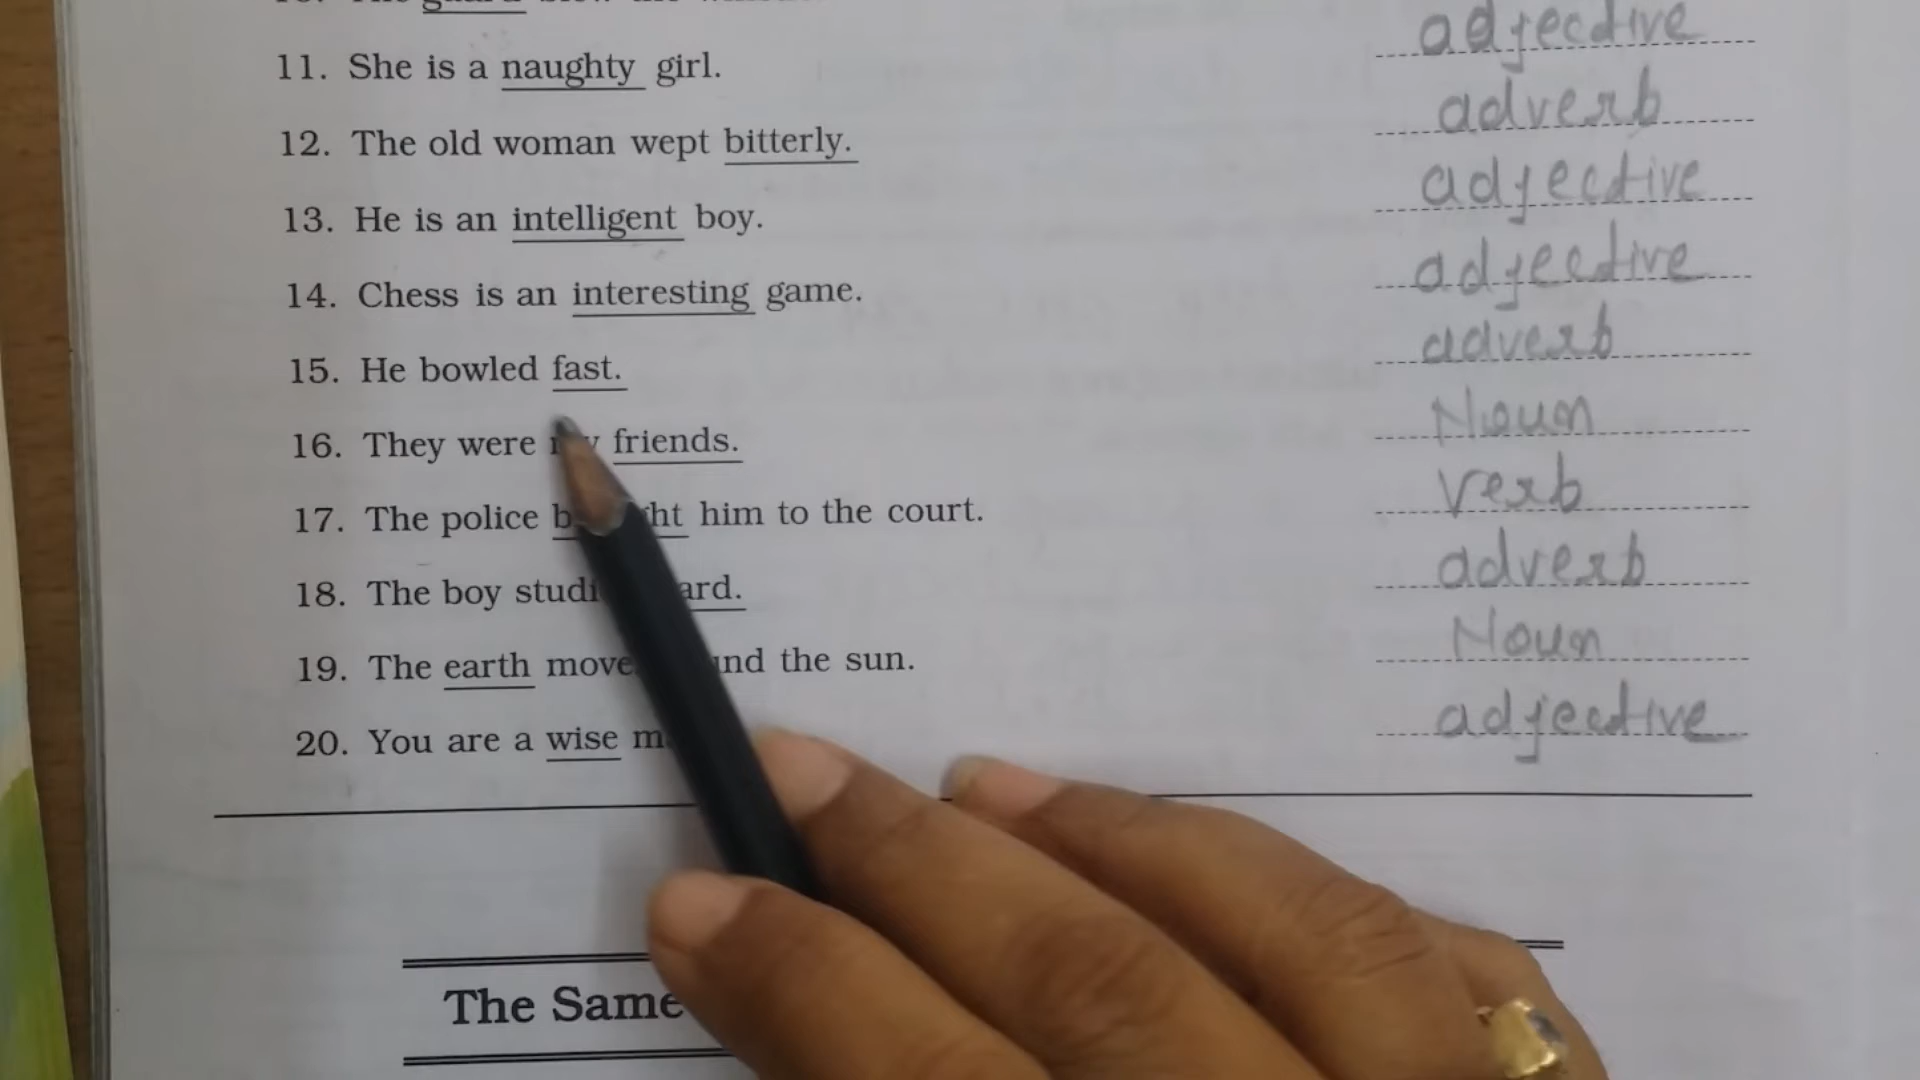 11. She is a naughty girl. adjective
12. The old woman wept bitterly. adverb
13. He is an intelligent boy. adjective
14. Chess is an interesting game. adjective
15. He bowled fast. adverb
16. They were friends. Noun
17. The police him to the court. verb
18. The boy adverb
19. The earth the sun. Noun
20. You are a wise adjective
The Same